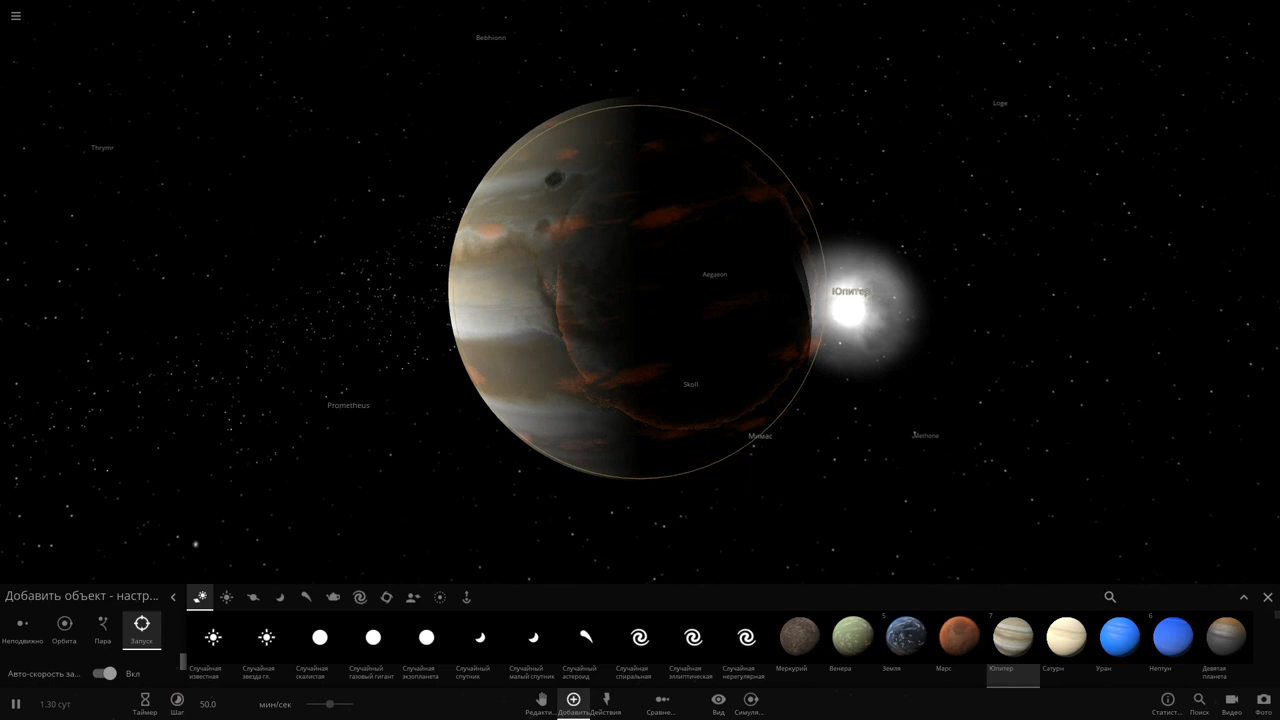 Bebhionn
Loge
Thrymr
Aegaeon
Юпитер
Skoll
Prometheus
Мимас
Methone
Добавить объект - настр...
Неподвижно
Орбита
Пара
Запуск
Авто-скорость за...
Вкл
Случайная известная
Случайная звезда гл.
Случайная скалистая
Случайный газовый гигант
Случайная экзопланета
Случайный спутник
Случайный малый спутник
Случайный астероид
Случайная спиральная
Случайная эллиптическая
Случайная нерегулярная
Меркурий
Венера
5
Земля
Марс
7
Юпитер
Сатурн
Уран
6
Нептун
Девятая планета
1.30 сут
Таймер
Шаг
50.0
мин/сек
Редакти...
Добавить
Действия
Сравне...
Вид
Симуля...
Статист...
Поиск
Видео
Фото